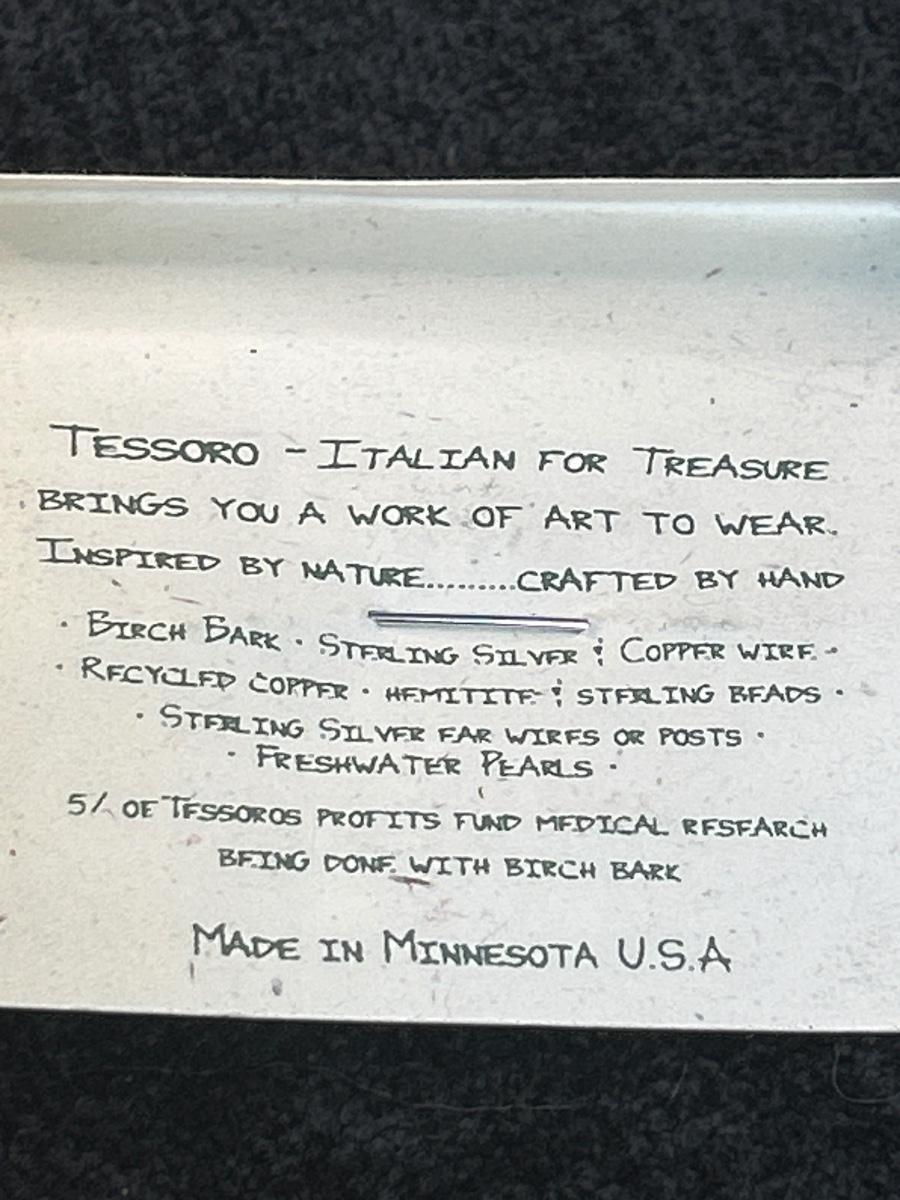 Tessoro - Italian for Treasure
brings you a work of art to wear.
Inspired by nature.........crafted by hand
· Birch Bark · Sterling Silver & Copper wire ·
· Recycled copper · hemitite & sterling beads ·
· Sterling Silver ear wires or posts ·
· Freshwater Pearls ·
5% of Tessoros profits fund medical research
being done with birch bark
Made in Minnesota U.S.A